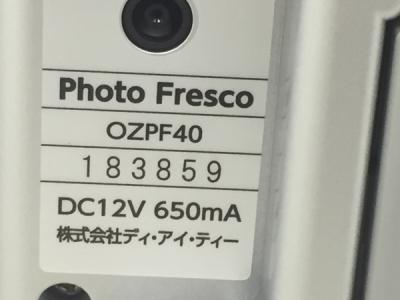 Photo Fresco
OZPF40
183859
DC12V 650mA
株式会社ディ・アイ・ティー